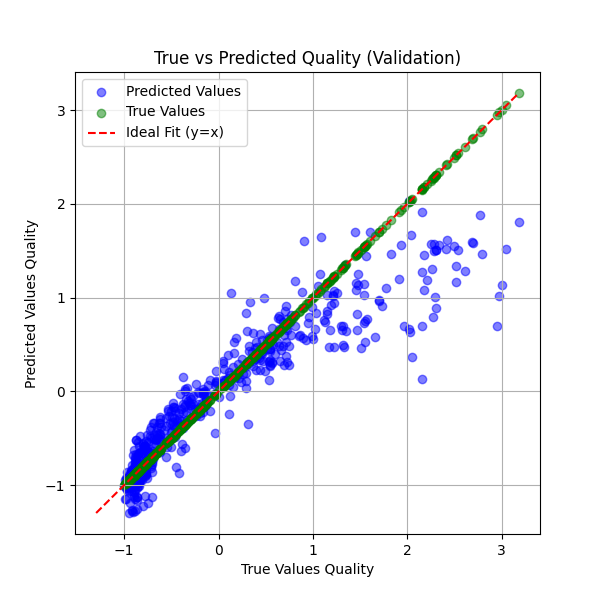 True vs Predicted Quality (Validation)
Predicted Values
True Values
Ideal Fit (y=x)
3
2
1
0
−1
Predicted Values Quality
−1 0 1 2 3
True Values Quality